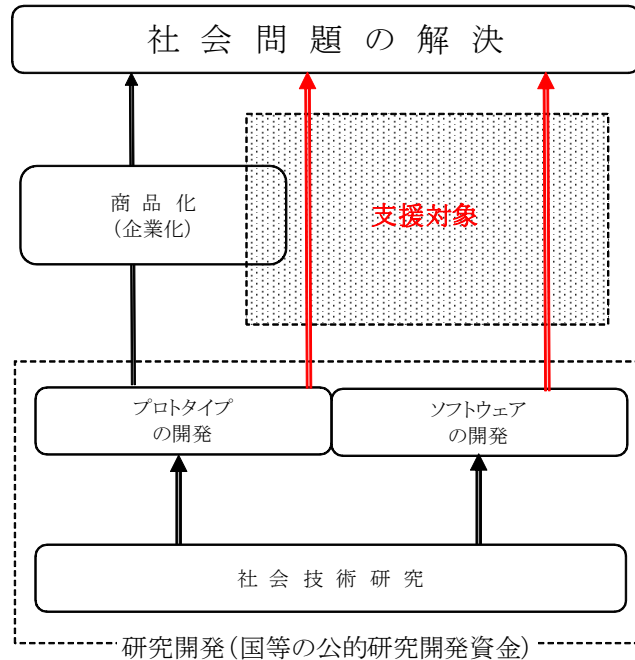 社会問題の解決
商品化
(企業化)
支援対象
プロトタイプ
の開発
ソフトウェア
の開発
社会技術研究
研究開発(国等の公的研究開発資金)